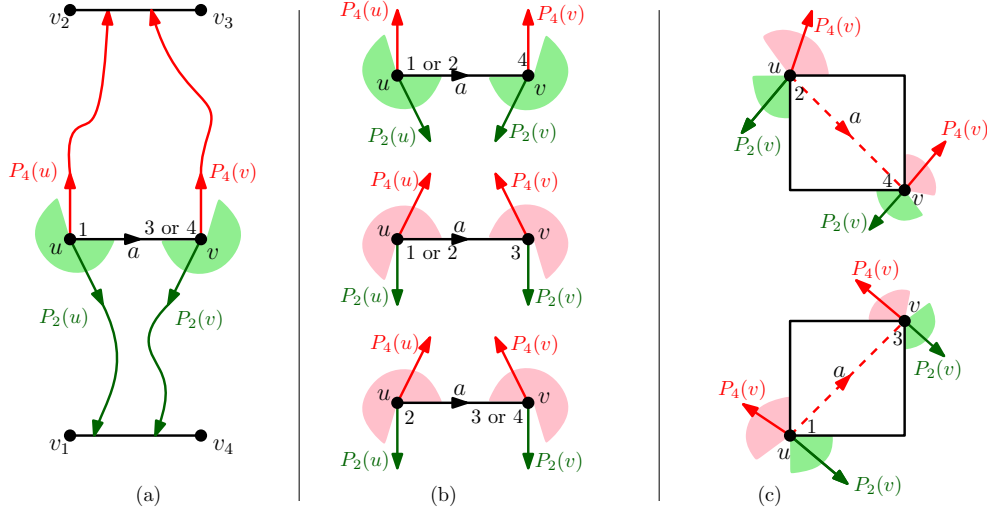 v2 v3
P4(u) P4(v)
1 3 or 4
u a v
P2(u) P2(v)
v1 v4
(a)
P4(u) P4(v)
1 or 2 4
u a v
P2(u) P2(v)
P4(u) P4(v)
u a v
1 or 2 3
P2(u) P2(v)
P4(u) P4(v)
u a v
2 3 or 4
P2(u) P2(v)
(b)
P4(v)
u
2
a
P2(v)
P4(v)
4
v
P2(v)
P4(v)
v
3
P2(v)
a
P4(v)
1
u
P2(v)
(c)